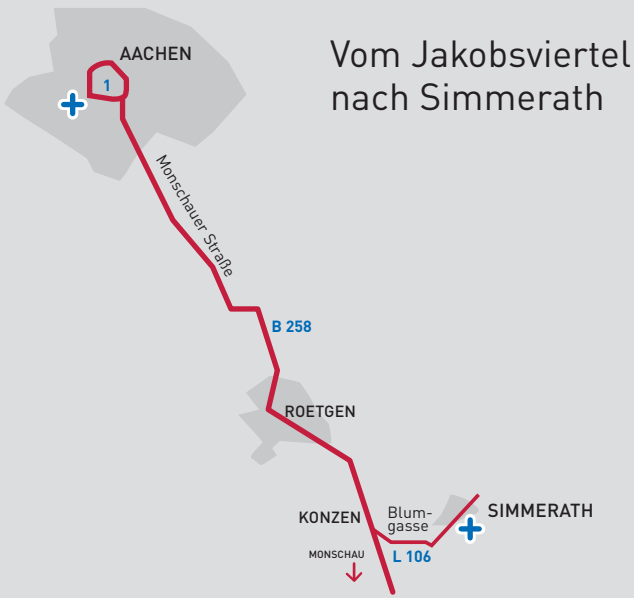 Vom Jakobsviertel
nach Simmerath
AACHEN
1
Monschauer Straße
B 258
ROETGEN
KONZEN
Blum-
gasse
SIMMERATH
MONSCHAU
L 106